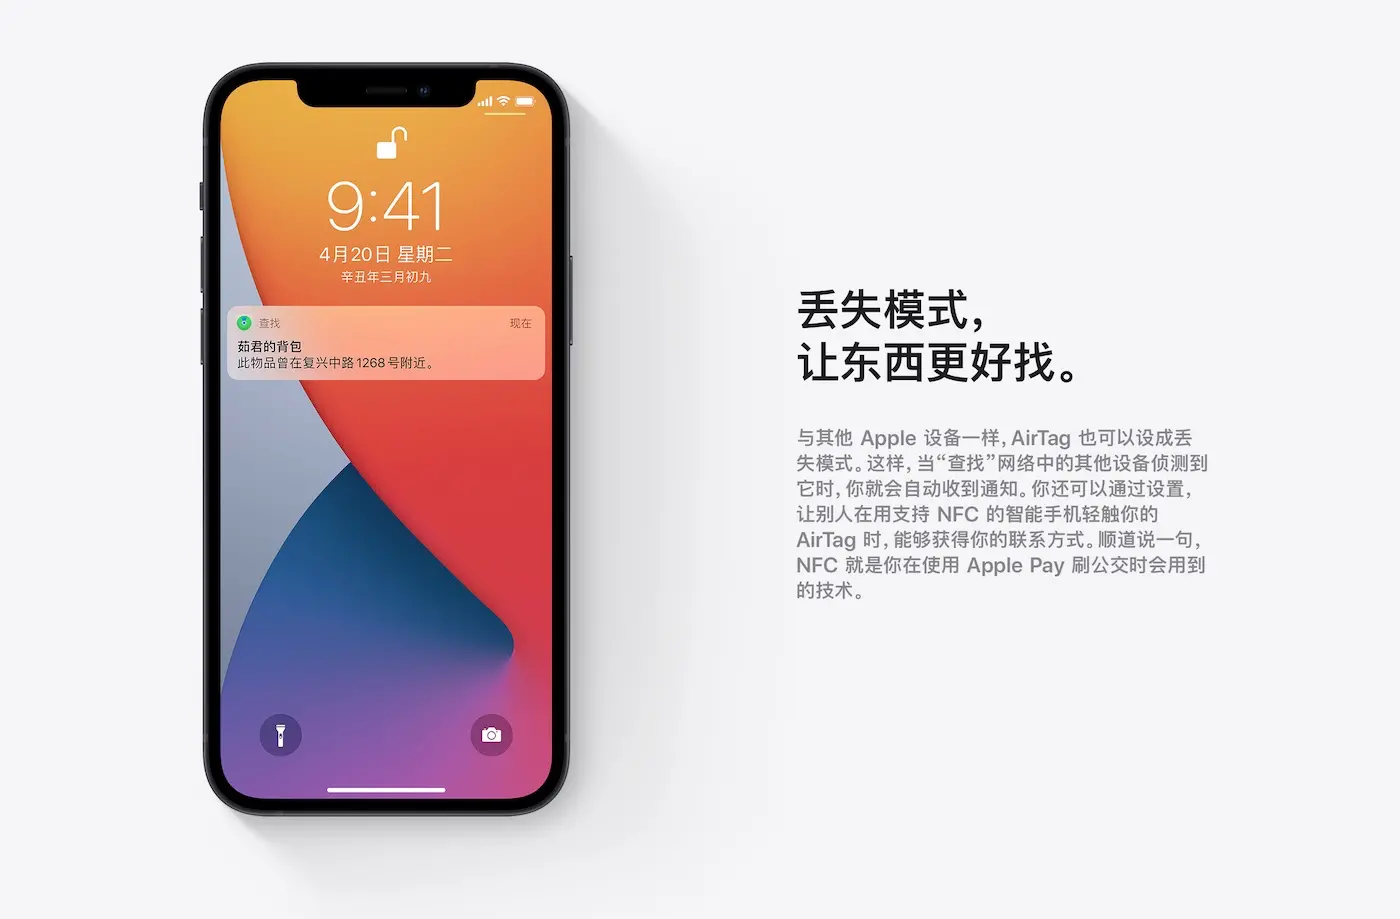 9:41
4月20日 星期二
辛丑年三月初九
查找
现在
茹君的背包
此物品曾在复兴中路1268号附近。
丢失模式，
让东西更好找。
与其他 Apple 设备一样，AirTag 也可以设成丢
失模式。这样，当“查找”网络中的其他设备侦测到
它时，你就会自动收到通知。你还可以通过设置，
让别人在用支持 NFC 的智能手机轻触你的
AirTag 时，能够获得你的联系方式。顺道说一句，
NFC 就是你在使用 Apple Pay 刷公交时会用到
的技术。